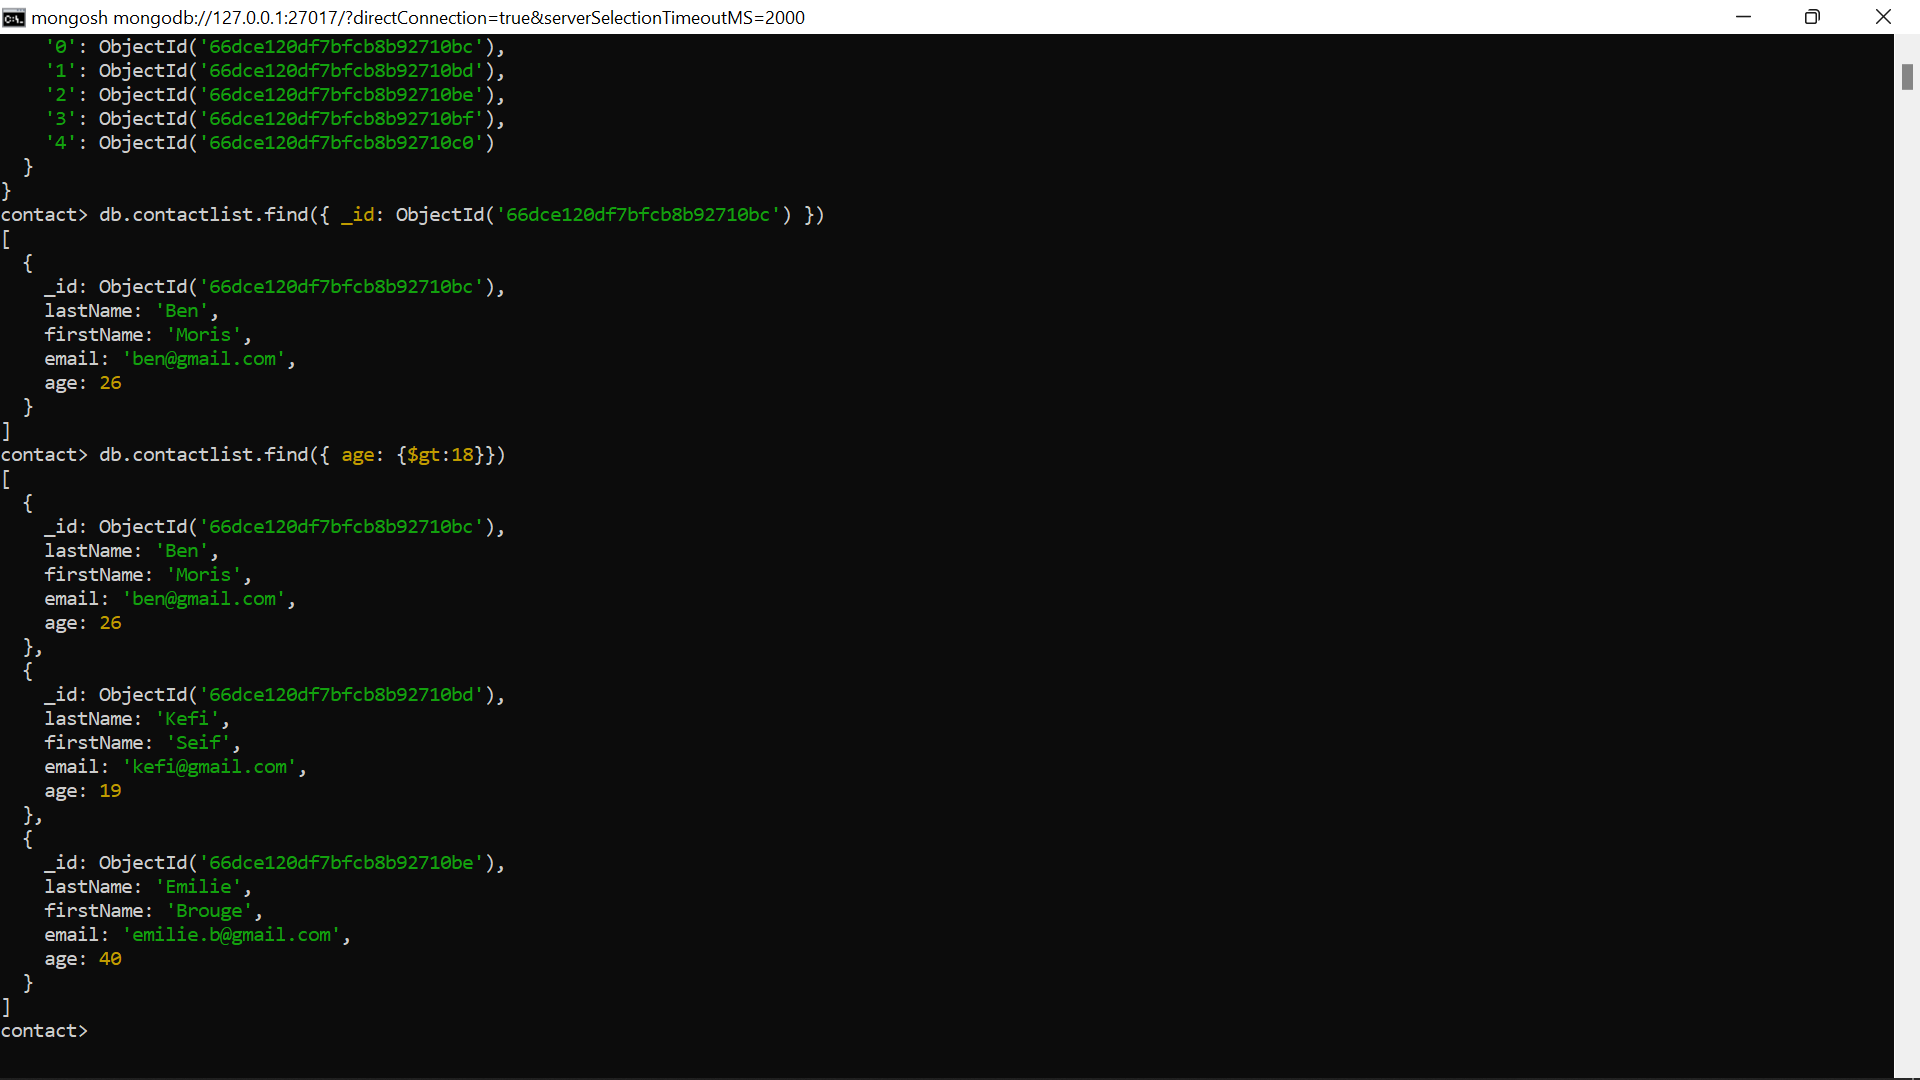 mongosh mongodb://127.0.0.1:27017/?directConnection=true&serverSelectionTimeoutMS=2000
    '0': ObjectId('66dce120df7bfcb8b92710bc'),
    '1': ObjectId('66dce120df7bfcb8b92710bd'),
    '2': ObjectId('66dce120df7bfcb8b92710be'),
    '3': ObjectId('66dce120df7bfcb8b92710bf'),
    '4': ObjectId('66dce120df7bfcb8b92710c0')
  }
}
contact> db.contactlist.find({ _id: ObjectId('66dce120df7bfcb8b92710bc') })
[
  {
    _id: ObjectId('66dce120df7bfcb8b92710bc'),
    lastName: 'Ben',
    firstName: 'Moris',
    email: 'ben@gmail.com',
    age: 26
  }
]
contact> db.contactlist.find({ age: {$gt:18}})
[
  {
    _id: ObjectId('66dce120df7bfcb8b92710bc'),
    lastName: 'Ben',
    firstName: 'Moris',
    email: 'ben@gmail.com',
    age: 26
  },
  {
    _id: ObjectId('66dce120df7bfcb8b92710bd'),
    lastName: 'Kefi',
    firstName: 'Seif',
    email: 'kefi@gmail.com',
    age: 19
  },
  {
    _id: ObjectId('66dce120df7bfcb8b92710be'),
    lastName: 'Emilie',
    firstName: 'Brouge',
    email: 'emilie.b@gmail.com',
    age: 40
  }
]
contact>